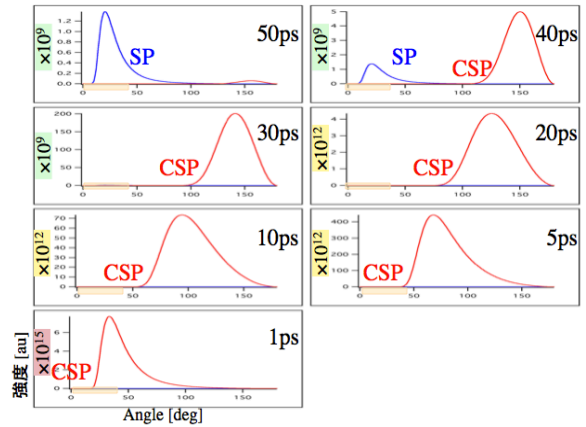 50ps
×10⁹
SP
1.2
1.0
0.8
0.6
0.4
0.2
0.0
0 50 100 150
40ps
×10⁹
SP
CSP
5
4
3
2
1
0
0 50 100 150
30ps
×10⁹
CSP
200
150
100
50
0
0 50 100 150
20ps
×10¹²
CSP
4
3
2
1
0
0 50 100 150
10ps
×10¹²
CSP
70
60
50
40
30
20
10
0
0 50 100 150
5ps
×10¹²
CSP
400
300
200
100
0
0 50 100 150
1ps
×10¹⁵
CSP
6
4
2
0
0 50 100 150
強度 [au]
Angle [deg]